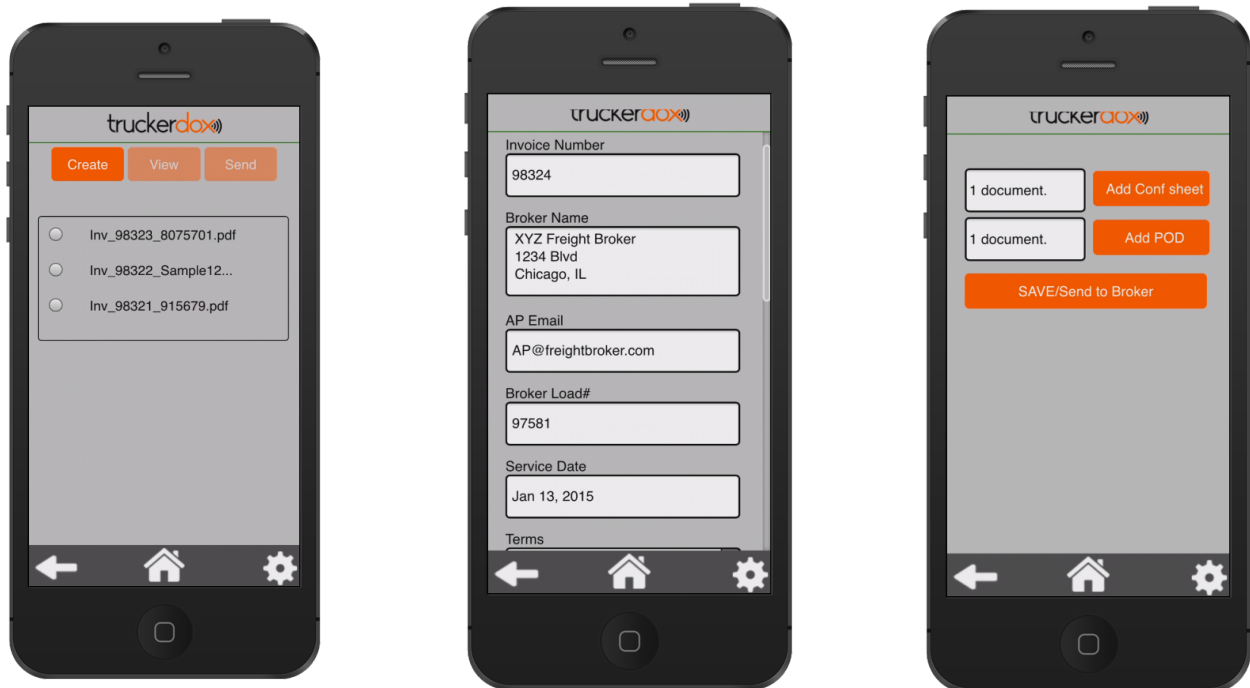 truckerdox
Create
View
Send
Inv_98323_8075701.pdf
Inv_98322_Sample12...
Inv_98321_915679.pdf
truckerdox
Invoice Number
98324
Broker Name
XYZ Freight Broker
1234 Blvd
Chicago, IL
AP Email
AP@freightbroker.com
Broker Load#
97581
Service Date
Jan 13, 2015
Terms
truckerdox
1 document.
Add Conf sheet
1 document.
Add POD
SAVE/Send to Broker